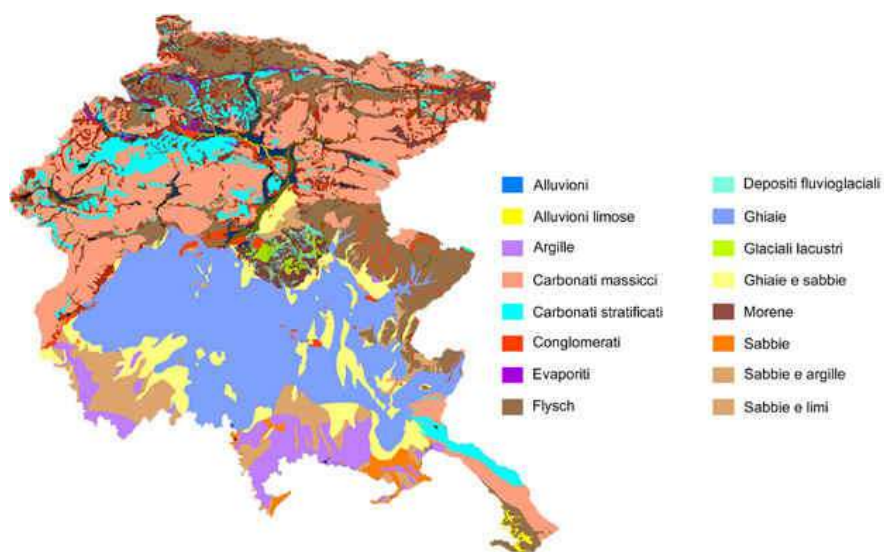 Alluvioni
Alluvioni limose
Argille
Carbonati massicci
Carbonati stratificati
Conglomerati
Evaporiti
Flysch
Depositi fluvioglaciali
Ghiaie
Glaciali lacustri
Ghiaie e sabbie
Morene
Sabbie
Sabbie e argille
Sabbie e limi